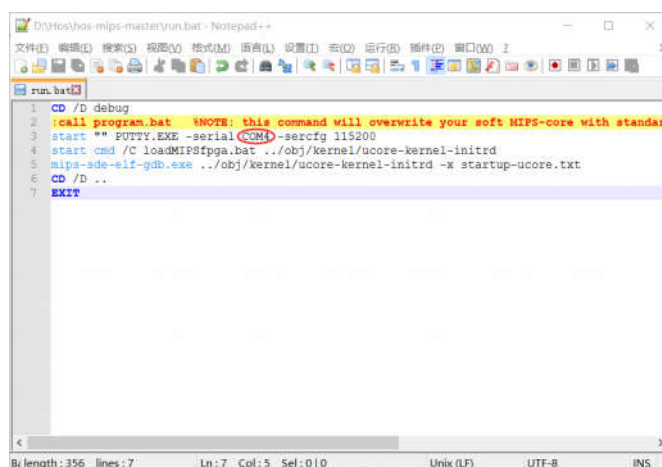 D:\Hos\hos-mips-master\run.bat - Notepad++
文件(F) 编辑(E) 搜索(S) 视图(V) 格式(M) 语言(L) 设置(T) 宏(O) 运行(R) 插件(P) 窗口(W) ?
run.bat
1 CD /D debug
2 :call program.bat %NOTE: this command will overwrite your soft MIPS-core with standar
3 start "" PUTTY.EXE -serial COM4 -sercfg 115200
4 start cmd /C loadMIPSfpga.bat ../obj/kernel/ucore-kernel-initrd
5 mips-sde-elf-gdb.exe ../obj/kernel/ucore-kernel-initrd -x startup-ucore.txt
6 CD /D ..
7 EXIT
length : 356 lines : 7 Ln : 7 Col : 5 Sel : 0 | 0 Unix (LF) UTF-8 INS